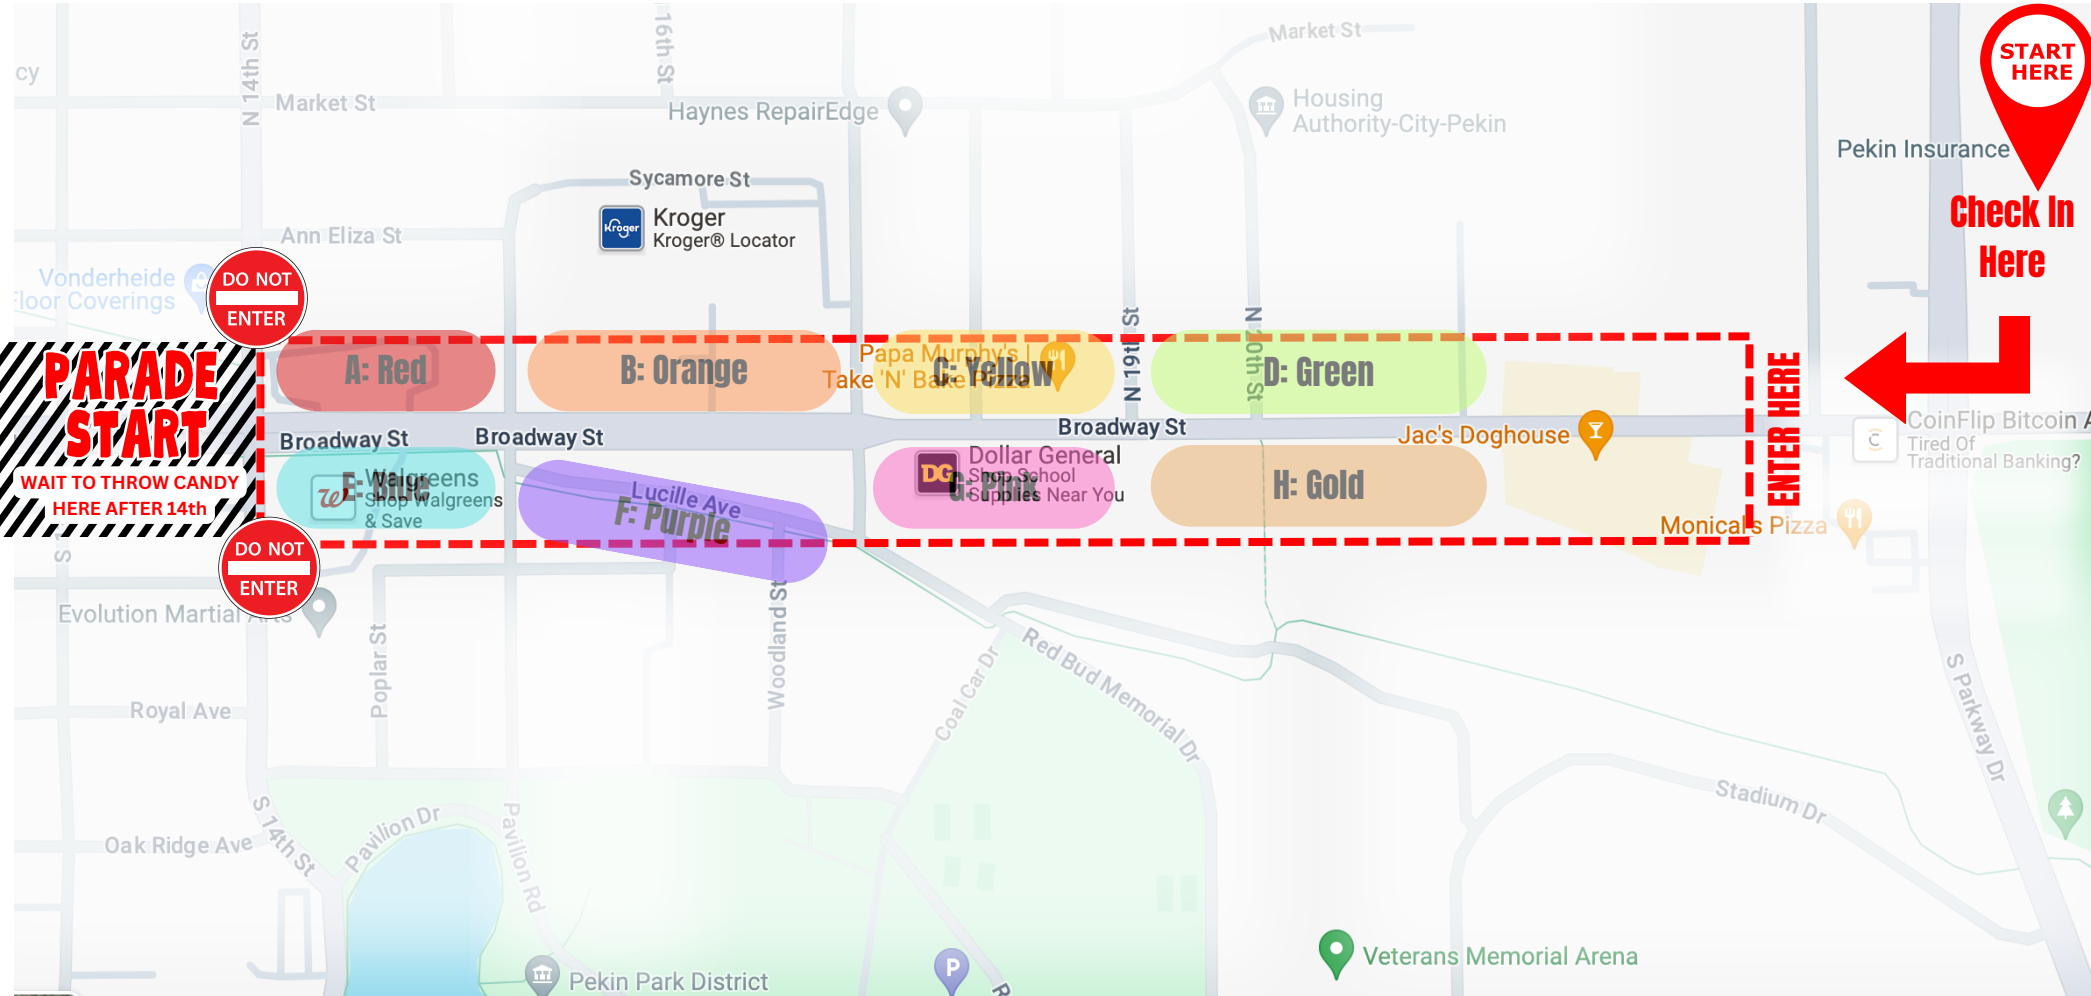 START
HERE
Check In
Here
ENTER HERE
PARADE
START
WAIT TO THROW CANDY
HERE AFTER 14th
DO NOT
ENTER
DO NOT
ENTER
A: Red
B: Orange
C: Yellow
D: Green
E: Blue
F: Purple
G: Pink
H: Gold
cy
N 14th St
Market St
16th St
Haynes RepairEdge
Market St
Housing
Authority-City-Pekin
Pekin Insurance
Sycamore St
Kroger
Kroger
Kroger® Locator
Ann Eliza St
Vonderheide
Floor Coverings
Papa Murphy's |
Take 'N' Bake Pizza
N 19th St
N 20th St
Broadway St
Broadway St
Broadway St
Jac's Doghouse
CoinFlip Bitcoin A
Tired Of
Traditional Banking?
C
W
Walgreens
Shop Walgreens
& Save
Lucille Ave
DG
Dollar General
Shop School
Supplies Near You
Monical's Pizza
Evolution Martial Arts
Poplar St
Woodland St
Coal Car Dr
Red Bud Memorial Dr
Royal Ave
S Parkway Dr
Stadium Dr
Oak Ridge Ave
S 14th St
Pavilion Dr
Pavilion Rd
P
Pekin Park District
Veterans Memorial Arena
R